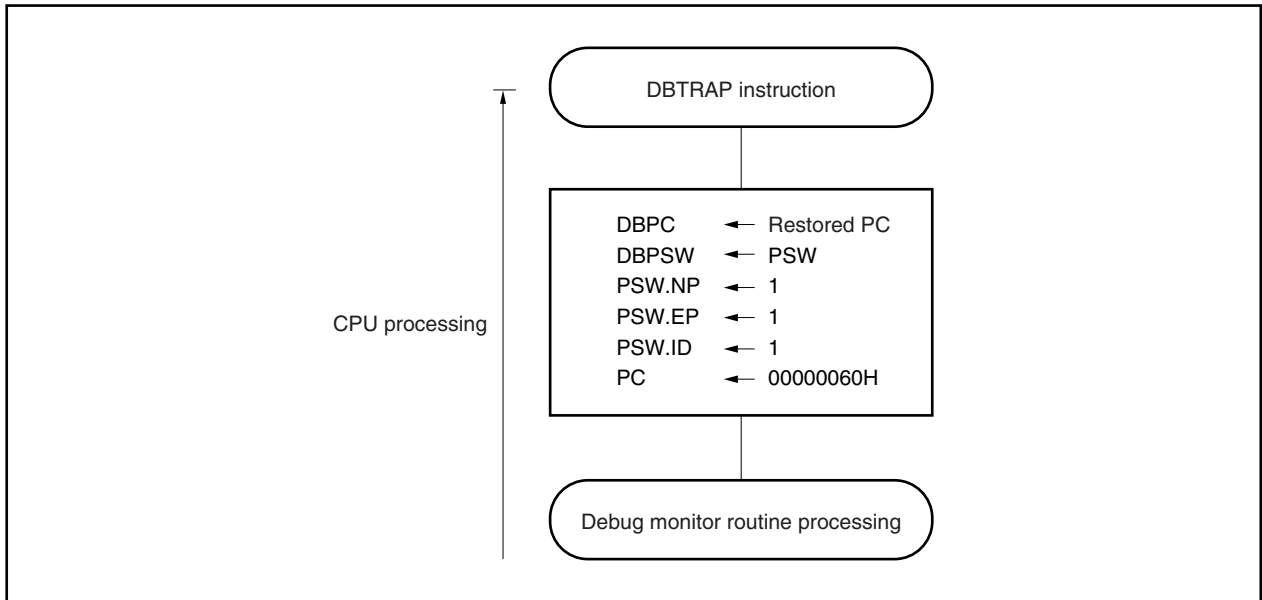 DBTRAP instruction
DBPC ← Restored PC
DBPSW ← PSW
PSW.NP ← 1
PSW.EP ← 1
PSW.ID ← 1
PC ← 00000060H
CPU processing
Debug monitor routine processing